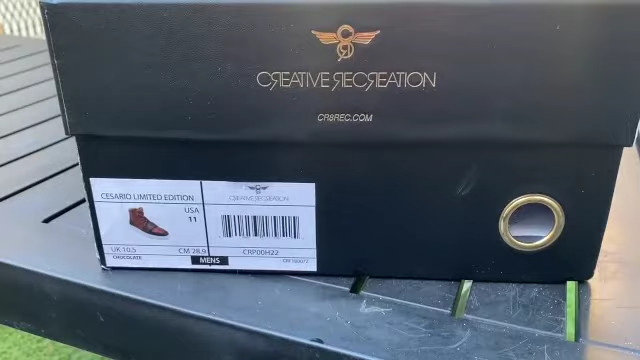 CREATIVE RECREATION
CR8REC.COM
CESARIO LIMITED EDITION
USA
11
UK 10.5
CM 28.9
CHOCOLATE
MENS
CREATIVE RECREATION
CRP00H22